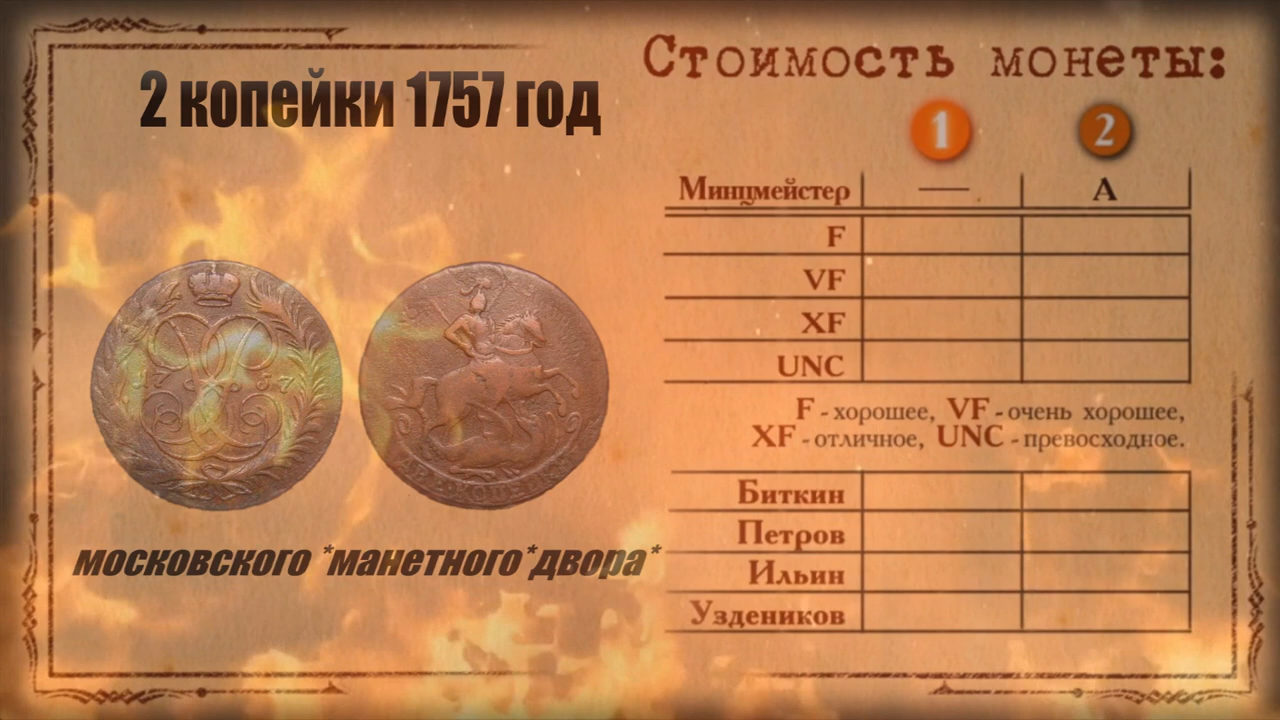 2 копейки 1757 год
московского *манетного*двора*
Стоимость монеты:
1 2
Минцмейстер — А
F
VF
XF
UNC
F - хорошее, VF - очень хорошее,
XF - отличное, UNC - превосходное.
Биткин
Петров
Ильин
Уздеников